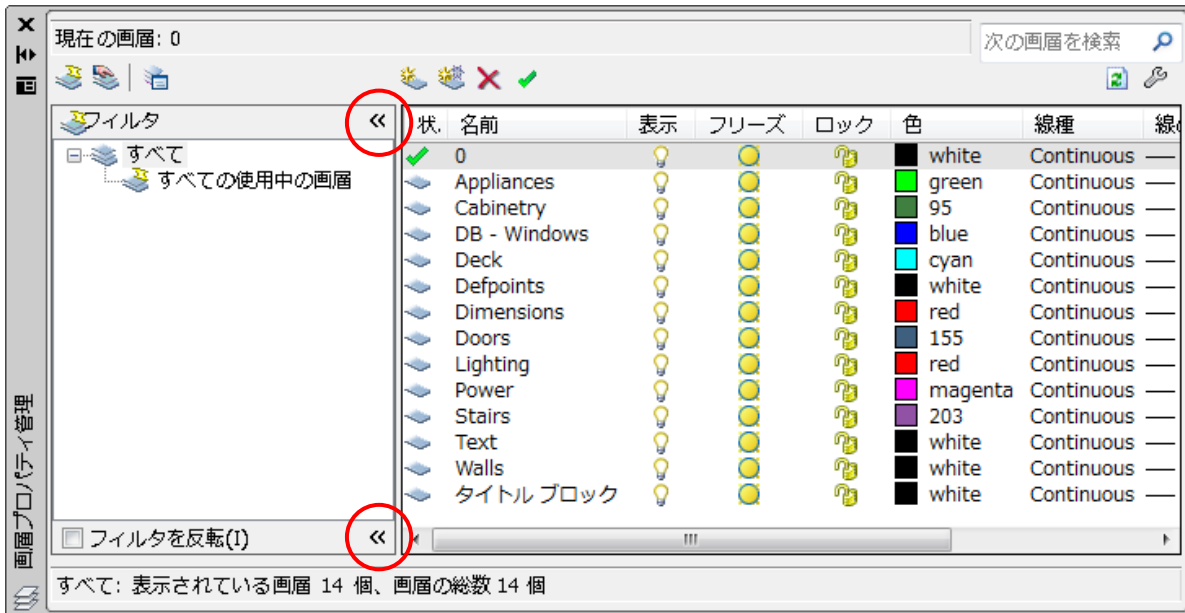 現在の画層: 0
次の画層を検索
フィルタ
すべて
すべての使用中の画層
フィルタを反転(I)
状. 名前 表示 フリーズ ロック 色 線種
0 white Continuous
Appliances green Continuous
Cabinetry 95 Continuous
DB - Windows blue Continuous
Deck cyan Continuous
Defpoints white Continuous
Dimensions red Continuous
Doors 155 Continuous
Lighting red Continuous
Power magenta Continuous
Stairs 203 Continuous
Text white Continuous
Walls white Continuous
タイトル ブロック white Continuous
すべて: 表示されている画層 14 個、画層の総数 14 個
画層プロパティ管理